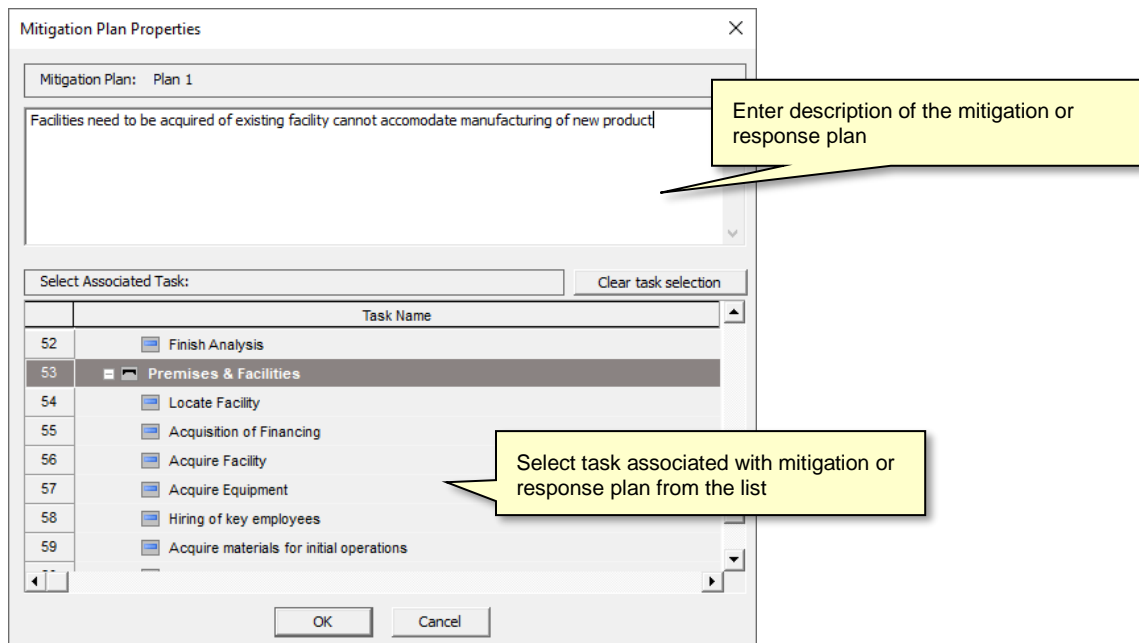 Mitigation Plan Properties
Mitigation Plan: Plan 1
Facilities need to be acquired of existing facility cannot accomodate manufacturing of new product
Enter description of the mitigation or
response plan
Select Associated Task:
Clear task selection
Task Name
52 Finish Analysis
53 Premises & Facilities
54 Locate Facility
55 Acquisition of Financing
56 Acquire Facility
57 Acquire Equipment
58 Hiring of key employees
59 Acquire materials for initial operations
Select task associated with mitigation or
response plan from the list
OK
Cancel